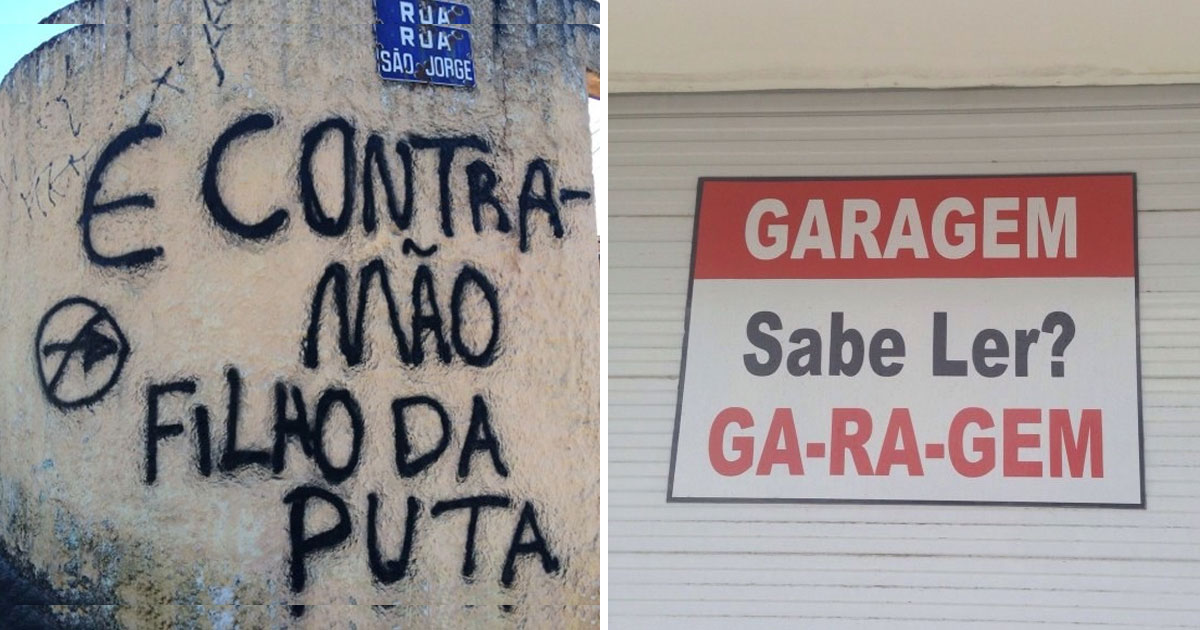 RUA
RUA
SÃO JORGE
E CONTRA-
MÃO
FILHO DA
PUTA
GARAGEM
Sabe Ler?
GA-RA-GEM